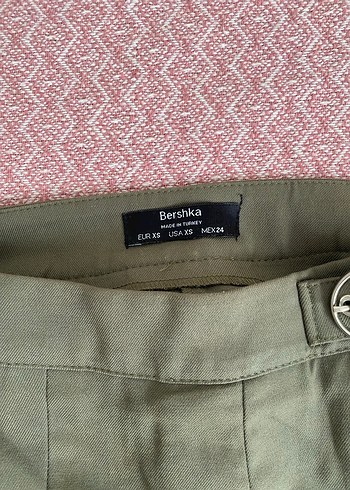 Bershka
MADE IN TURKEY
EUR XS USA XS MEX 24